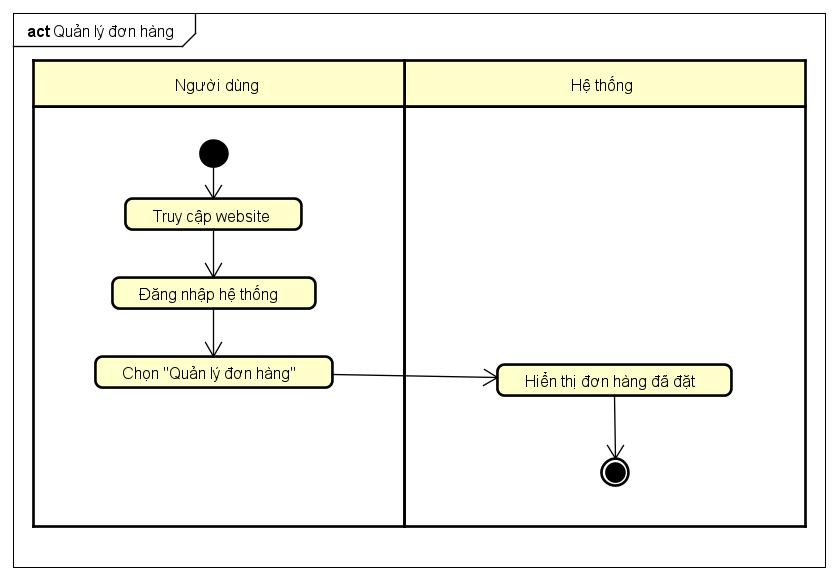 act Quản lý đơn hàng
Người dùng
Hệ thống
Truy cập website
Đăng nhập hệ thống
Chọn "Quản lý đơn hàng"
Hiển thị đơn hàng đã đặt